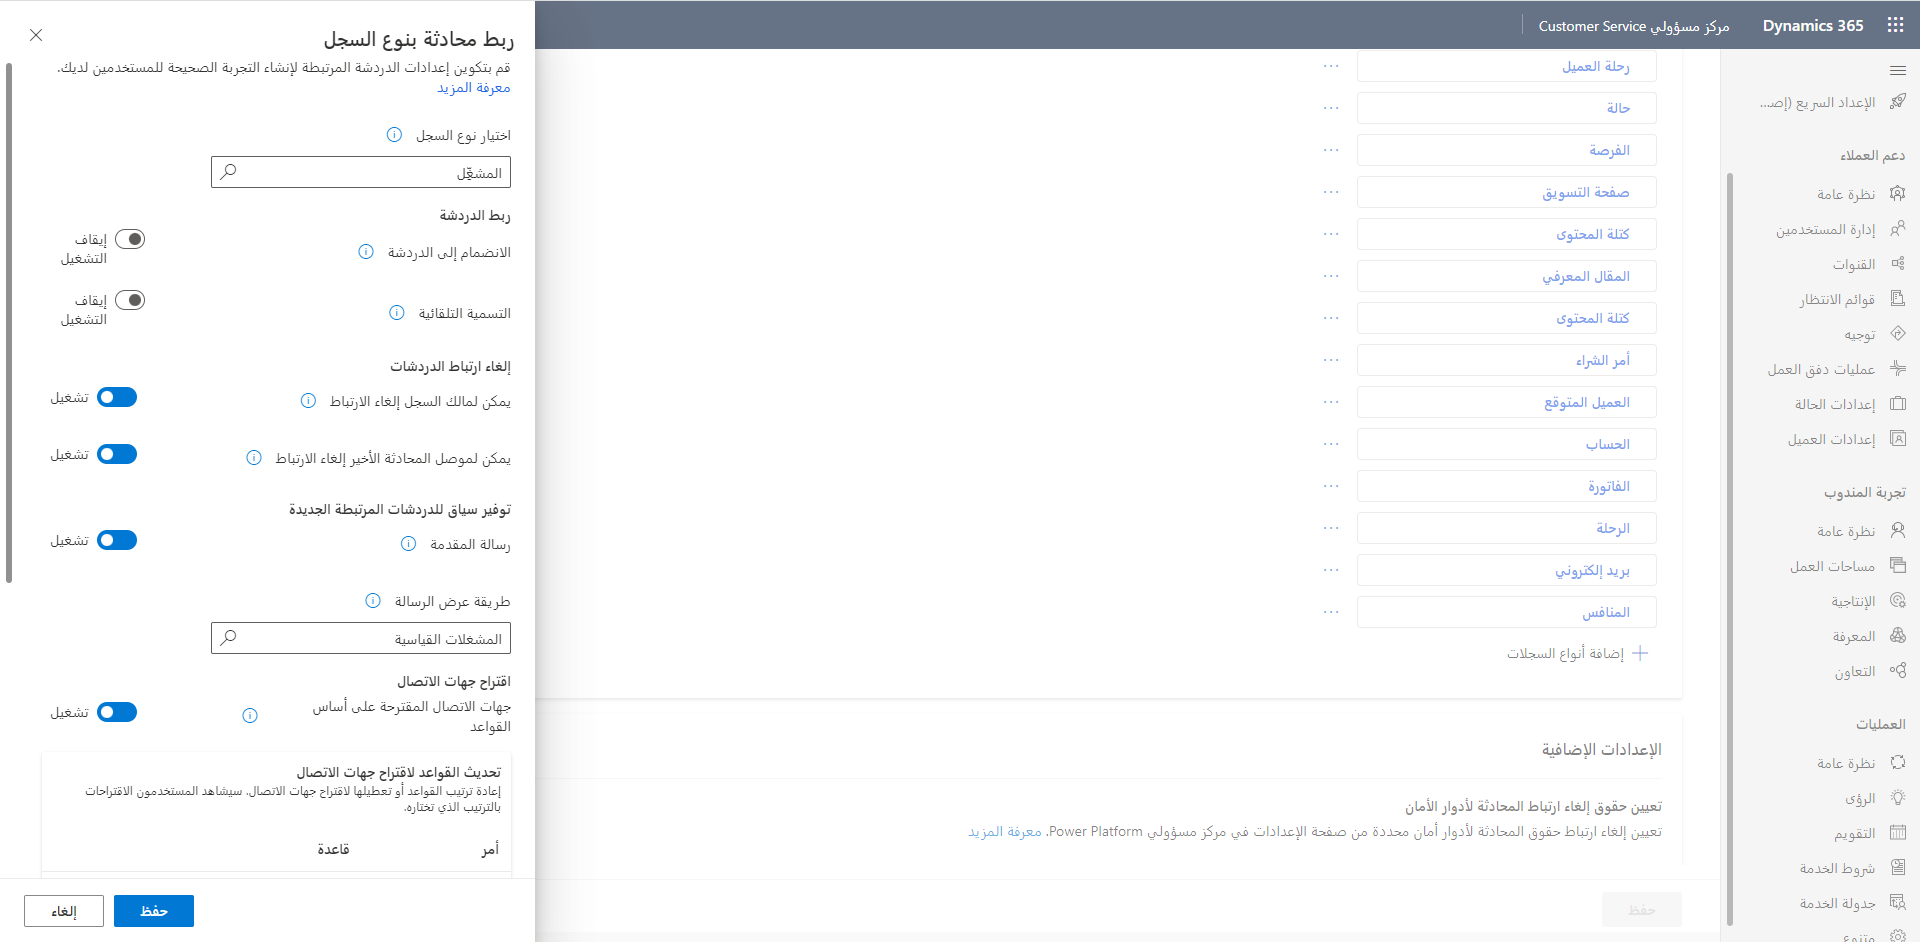 Dynamics 365
مركز مسؤولي Customer Service
الإعداد السريع (إصـ...
دعم العملاء
نظرة عامة
إدارة المستخدمين
القنوات
قوائم الانتظار
توجيه
عمليات دفق العمل
إعدادات الحالة
إعدادات العميل
تجربة المندوب
نظرة عامة
مساحات العمل
الإنتاجية
المعرفة
التعاون
العمليات
نظرة عامة
الرؤى
التقويم
شروط الخدمة
جدولة الخدمة
متنوع
رحلة العميل
حالة
الفرصة
صفحة التسويق
كتلة المحتوى
المقال المعرفي
كتلة المحتوى
أمر الشراء
العميل المتوقع
الحساب
الفاتورة
الرحلة
بريد إلكتروني
المنافس
إضافة أنواع السجلات
الإعدادات الإضافية
تعيين حقوق إلغاء ارتباط المحادثة لأدوار الأمان
تعيين إلغاء ارتباط حقوق المحادثة لأدوار أمان محددة من صفحة الإعدادات في مركز مسؤولي Power Platform. معرفة المزيد
حفظ
ربط محادثة بنوع السجل
قم بتكوين إعدادات الدردشة المرتبطة لإنشاء التجربة الصحيحة للمستخدمين لديك.
معرفة المزيد
اختيار نوع السجل
المشغّل
ربط الدردشة
الانضمام إلى الدردشة
إيقاف
التشغيل
التسمية التلقائية
إيقاف
التشغيل
إلغاء ارتباط الدردشات
يمكن لمالك السجل إلغاء الارتباط
تشغيل
يمكن لموصل المحادثة الأخير إلغاء الارتباط
تشغيل
توفير سياق للدردشات المرتبطة الجديدة
رسالة المقدمة
تشغيل
طريقة عرض الرسالة
المشغلات القياسية
اقتراح جهات الاتصال
جهات الاتصال المقترحة على أساس
القواعد
تشغيل
تحديث القواعد لاقتراح جهات الاتصال
إعادة ترتيب القواعد أو تعطيلها لاقتراح جهات الاتصال. سيشاهد المستخدمون الاقتراحات
بالترتيب الذي تختاره.
أمر
قاعدة
حفظ
إلغاء